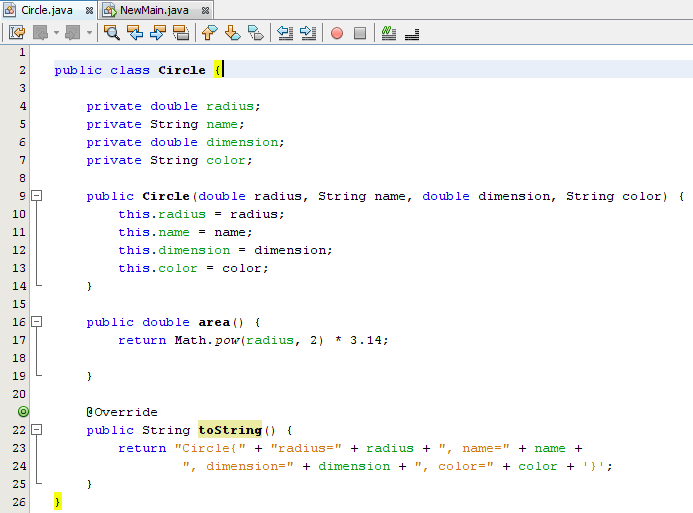 Circle.java NewMain.java
1
2 public class Circle {
3
4 private double radius;
5 private String name;
6 private double dimension;
7 private String color;
8
9 public Circle(double radius, String name, double dimension, String color) {
10 this.radius = radius;
11 this.name = name;
12 this.dimension = dimension;
13 this.color = color;
14 }
15
16 public double area() {
17 return Math.pow(radius, 2) * 3.14;
18
19 }
20
@Override
22 public String toString() {
23 return "Circle{" + "radius=" + radius + ", name=" + name +
24 ", dimension=" + dimension + ", color=" + color + '}';
25 }
26 }